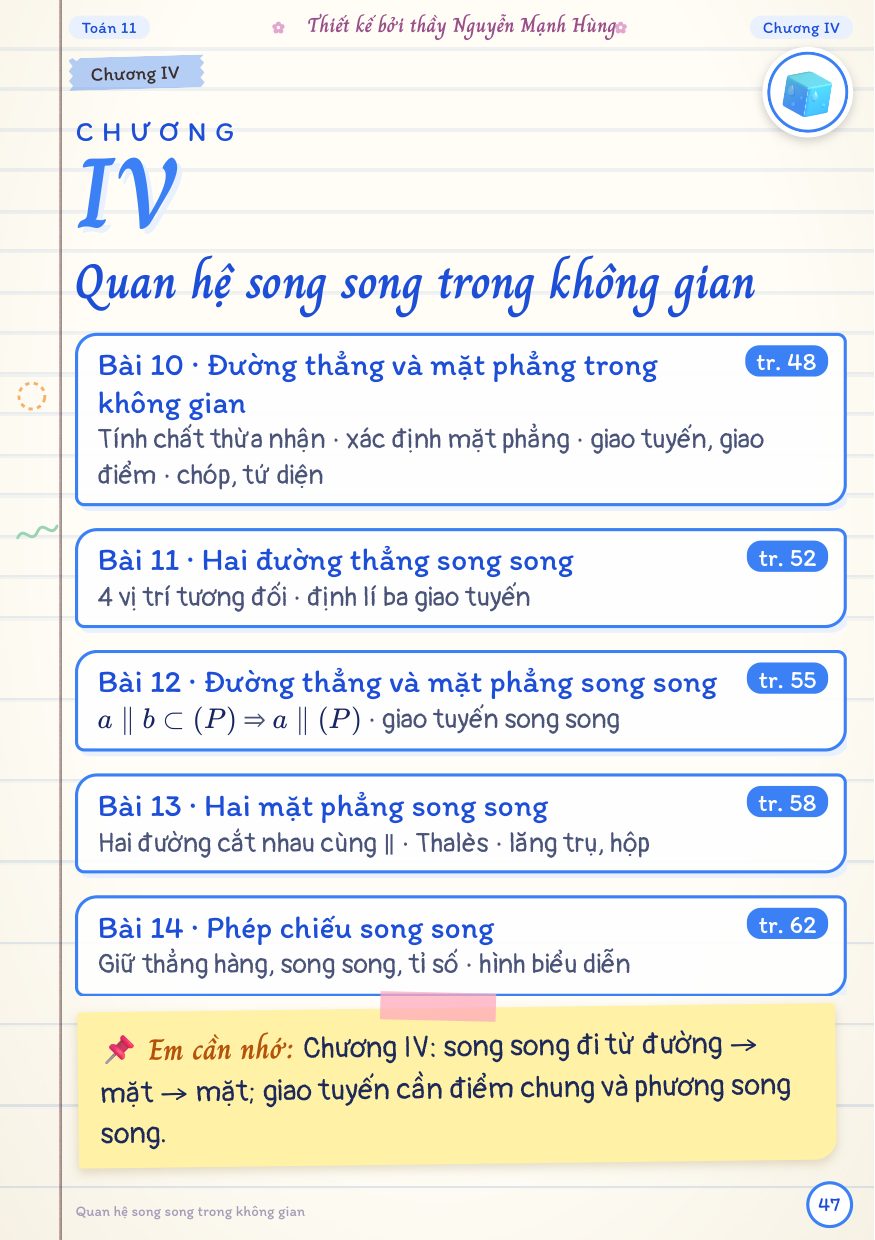 Toán 11
Thiết kế bởi thầy Nguyễn Mạnh Hùng
Chương IV
Chương IV
CHƯƠNG
IV
Quan hệ song song trong không gian
Bài 10 · Đường thẳng và mặt phẳng trong
không gian
tr. 48
Tính chất thừa nhận · xác định mặt phẳng · giao tuyến, giao
điểm · chóp, tứ diện
Bài 11 · Hai đường thẳng song song
tr. 52
4 vị trí tương đối · định lí ba giao tuyến
Bài 12 · Đường thẳng và mặt phẳng song song
tr. 55
a ∥ b ⊂ (P) ⇒ a ∥ (P) · giao tuyến song song
Bài 13 · Hai mặt phẳng song song
tr. 58
Hai đường cắt nhau cùng ∥ · Thalès · lăng trụ, hộp
Bài 14 · Phép chiếu song song
tr. 62
Giữ thẳng hàng, song song, tỉ số · hình biểu diễn
Em cần nhớ: Chương IV: song song đi từ đường →
mặt → mặt; giao tuyến cần điểm chung và phương song
song.
Quan hệ song song trong không gian
47